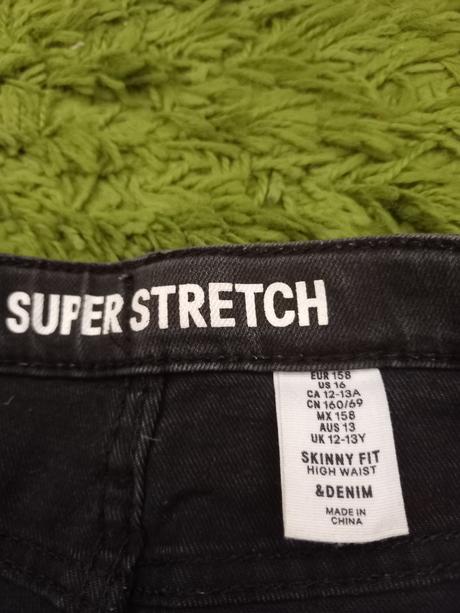 SUPER STRETCH
EUR 158
US 16
CA 12-13A
CN 160/69
MX 158
AUS 13
UK 12-13Y
SKINNY FIT
HIGH WAIST
&DENIM
MADE IN
CHINA